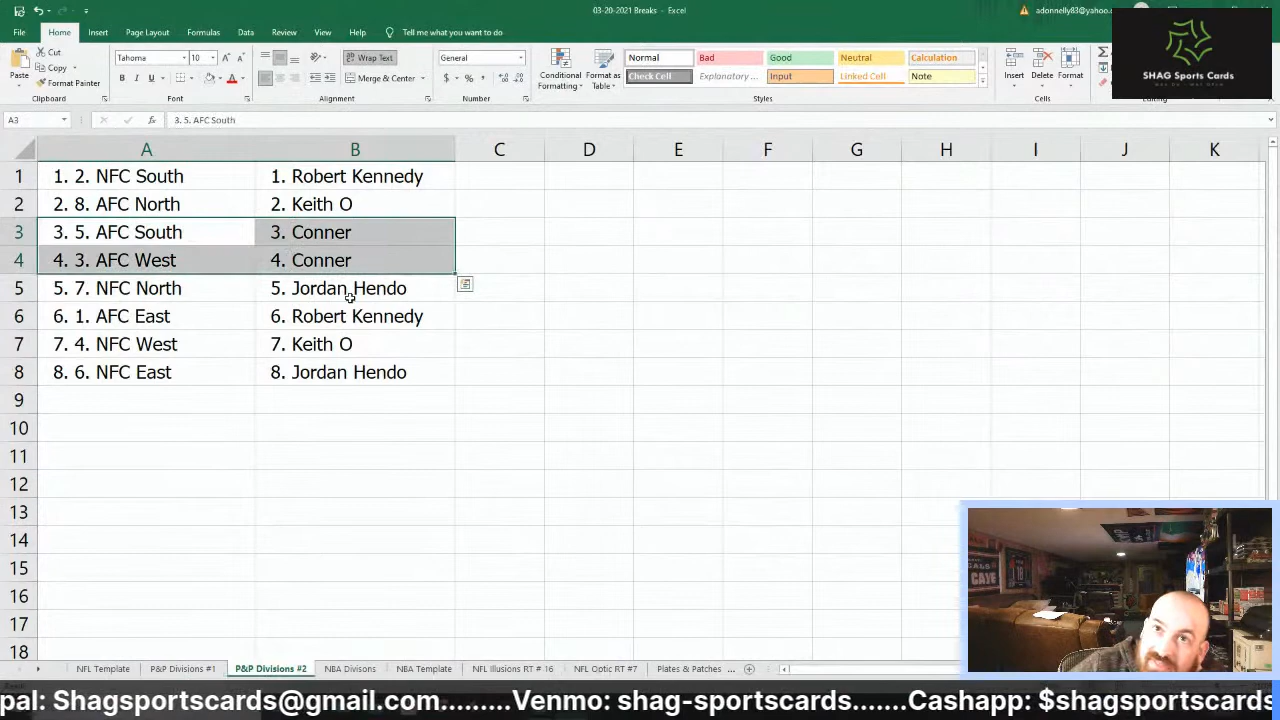 03-20-2021 Breaks - Excel
adonnelly83@yahoo.c
File Home Insert Page Layout Formulas Data Review View Help Tell me what you want to do
SHAG Sports Cards
Paste
Cut
Copy
Format Painter
Clipboard
Tahoma 10
B I U
Font
Wrap Text
Merge & Center
Alignment
General
$ % ,
Number
Conditional Formatting
Format as Table
Normal Bad Good Neutral Calculation
Check Cell Explanatory ... Input Linked Cell Note
Styles
Insert Delete Format
Cells
Editing
A3 fx 3. 5. AFC South
A B C D E F G H I J K
1 1. 2. NFC South 1. Robert Kennedy
2 2. 8. AFC North 2. Keith O
3 3. 5. AFC South 3. Conner
4 4. 3. AFC West 4. Conner
5 5. 7. NFC North 5. Jordan Hendo
6 6. 1. AFC East 6. Robert Kennedy
7 7. 4. NFC West 7. Keith O
8 8. 6. NFC East 8. Jordan Hendo
9
10
11
12
13
14
15
16
17
18
NFL Template P&P Divisions #1 P&P Divisions #2 NBA Divisons NBA Template NFL Illusions RT # 16 NFL Optic RT #7 Plates & Patches ...
pal: Shagsportscards@gmail.com.........Venmo: shag-sportscards.......Cashapp: $shagsportscards